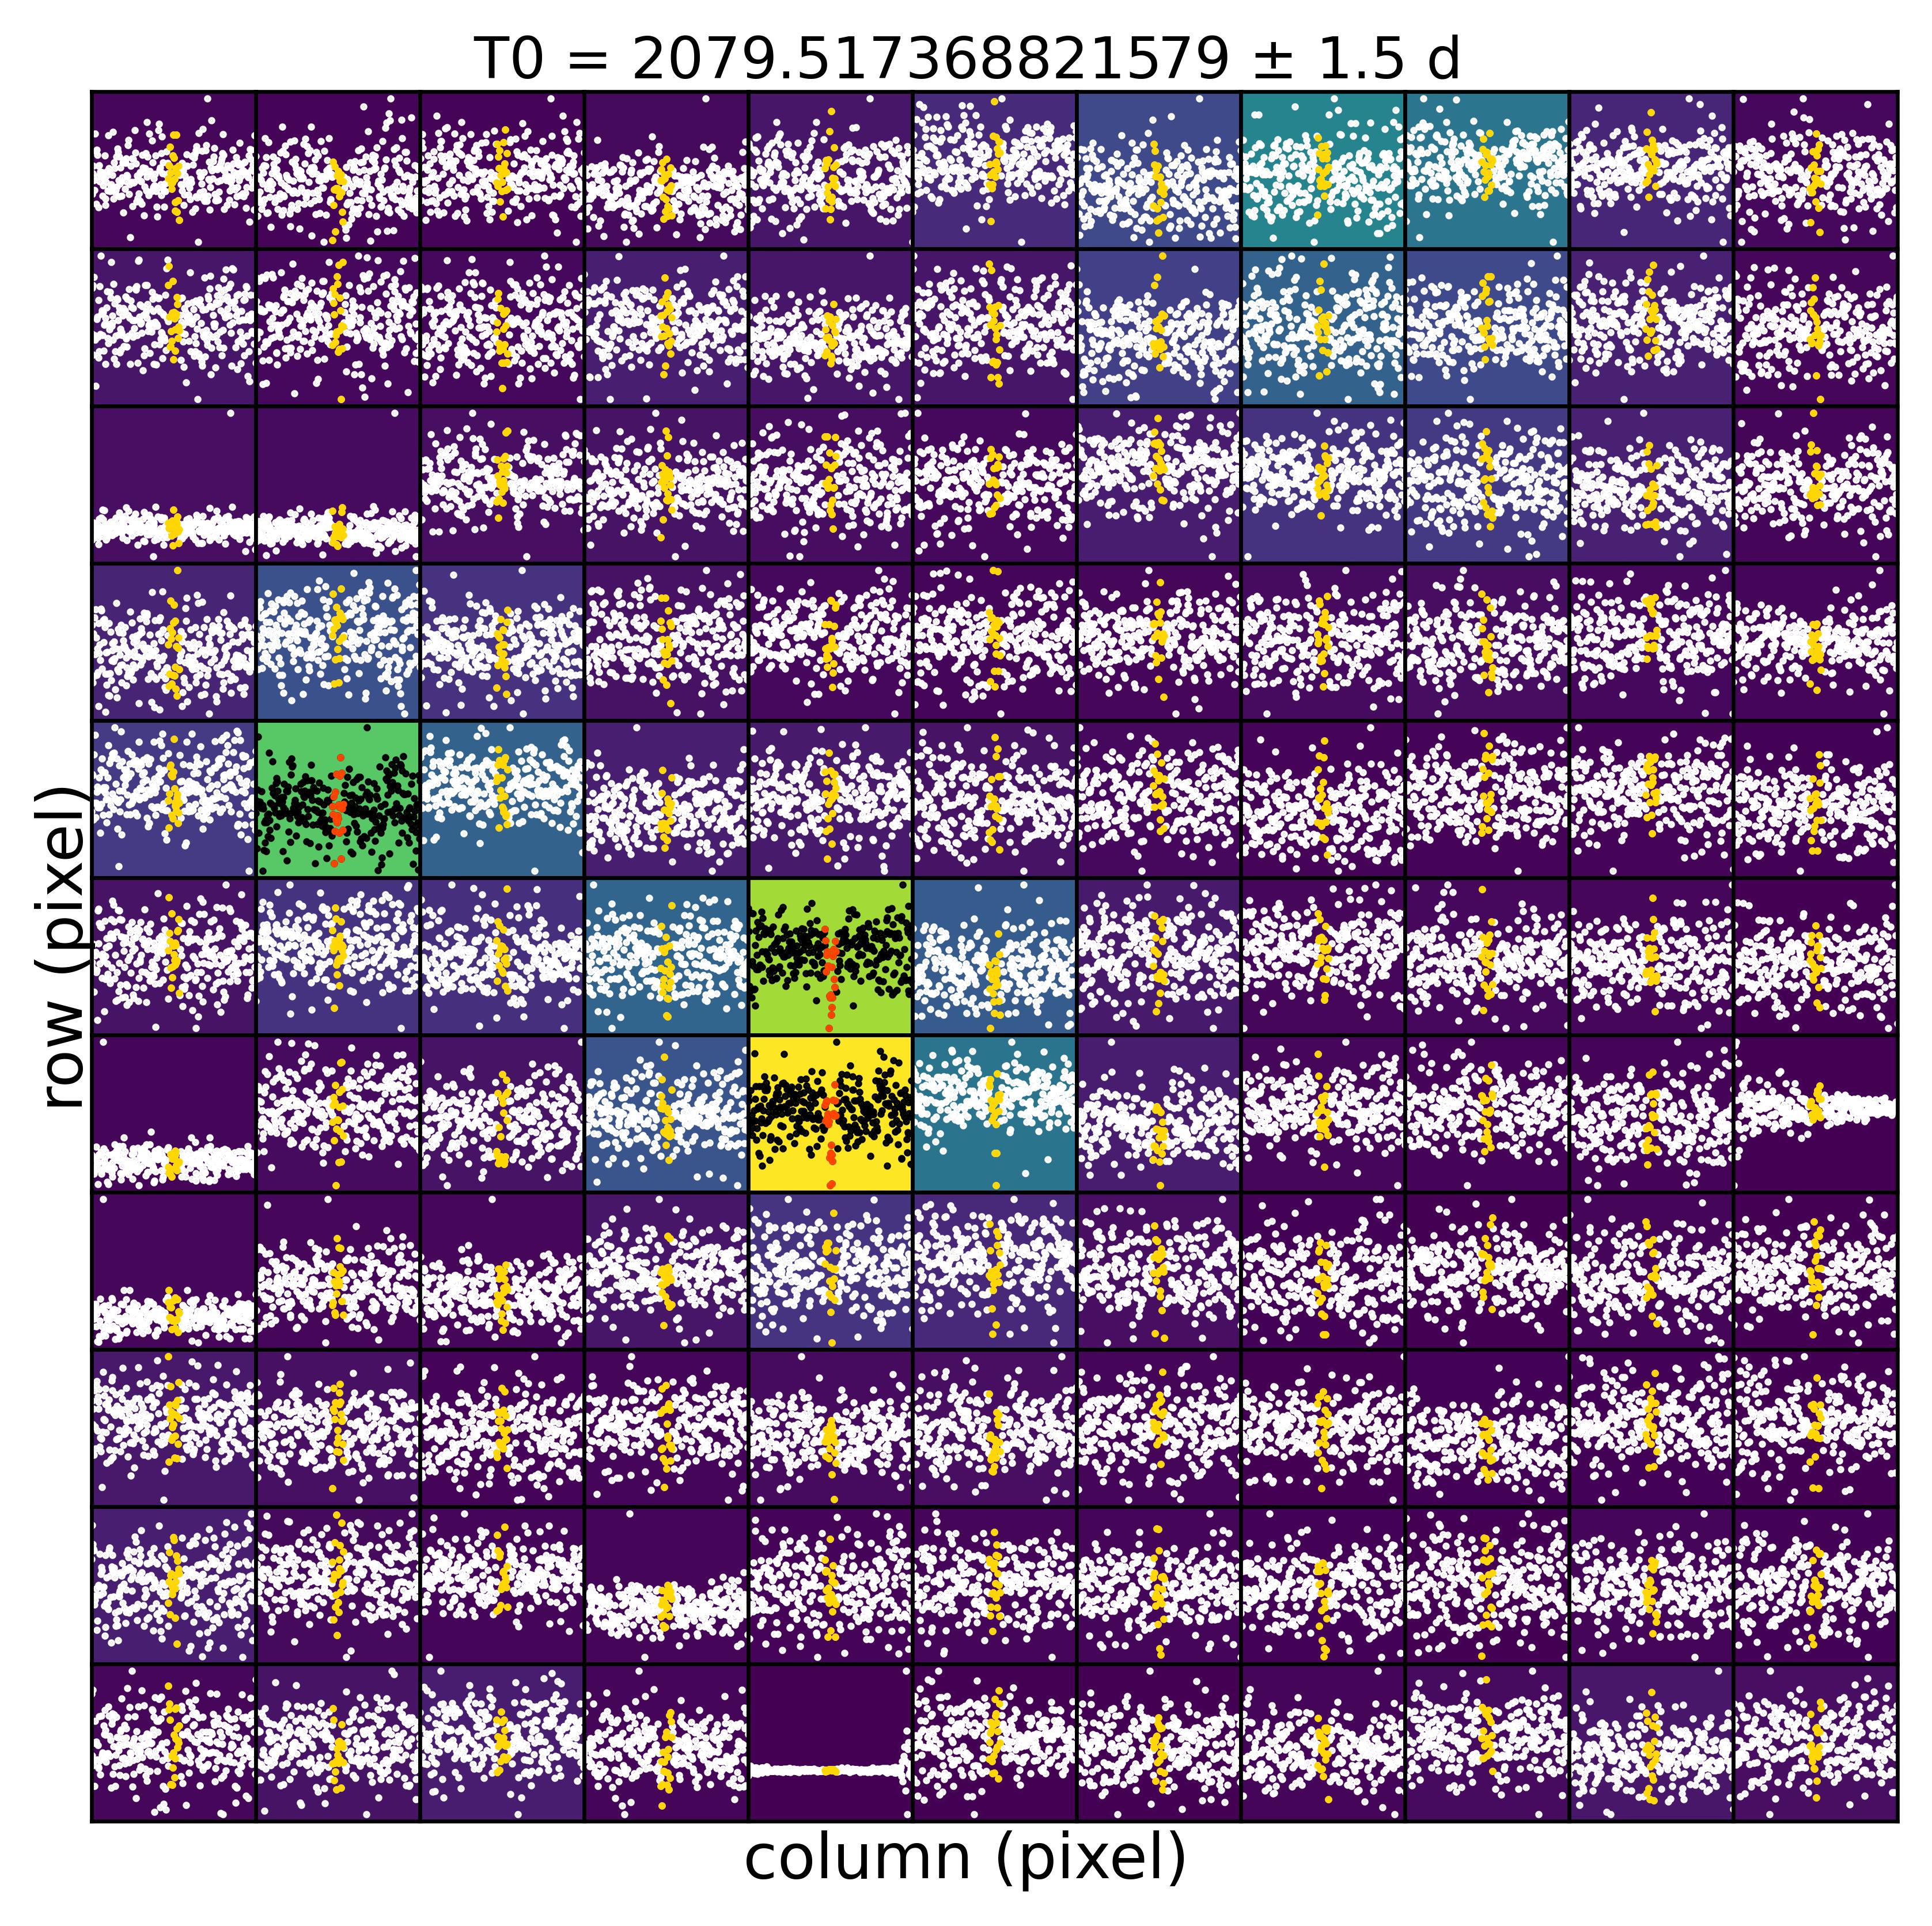 T0 = 2079.517368821579 ± 1.5 d
row (pixel)
column (pixel)